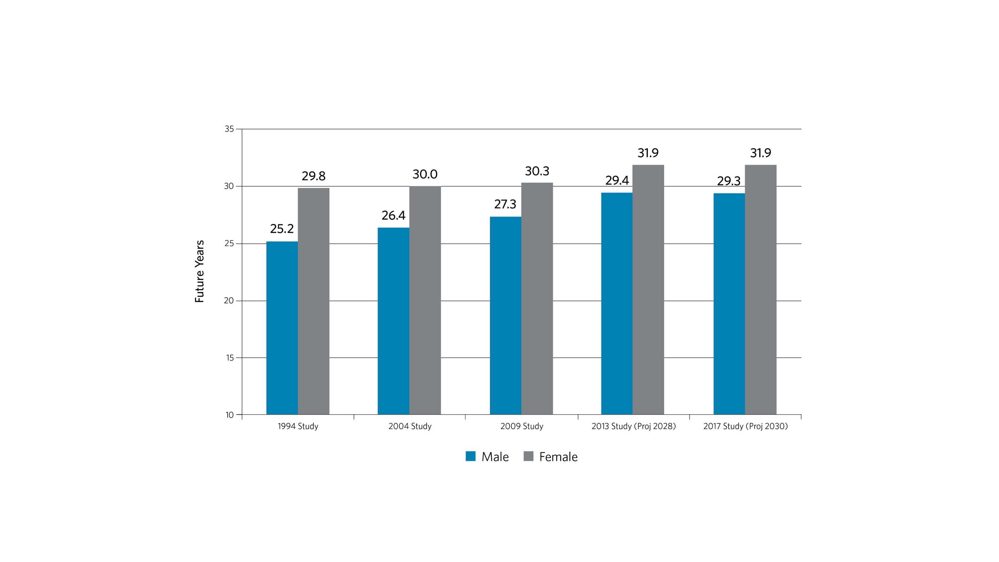 35
30
25
20
15
10
Future Years
25.2
29.8
26.4
30.0
27.3
30.3
29.4
31.9
29.3
31.9
1994 Study
2004 Study
2009 Study
2013 Study (Proj 2028)
2017 Study (Proj 2030)
Male
Female